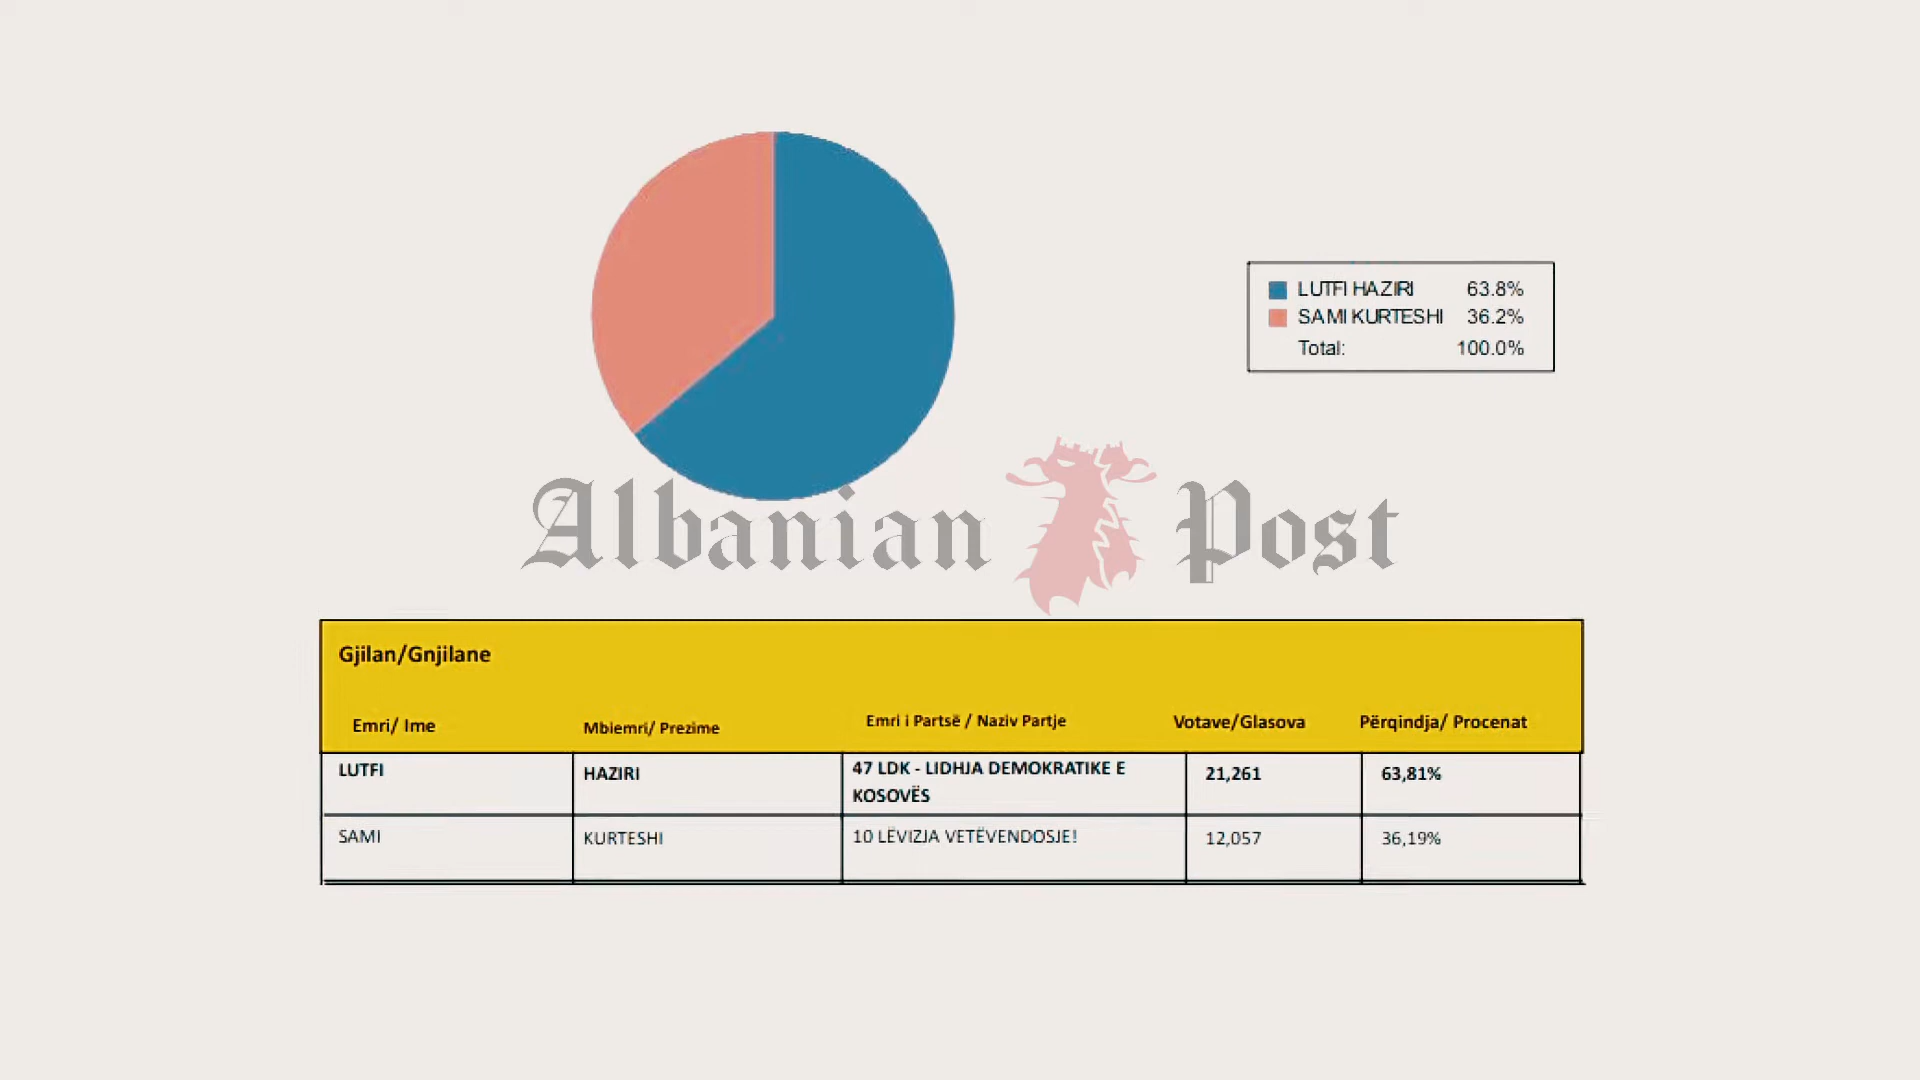 LUTFI HAZIRI 63.8%
SAMI KURTESHI 36.2%
Total: 100.0%
Albanian Post
Gjilan/Gnjilane
Emri/ Ime Mbiemri/ Prezime Emri i Partsë / Naziv Partje Votave/Glasova Përqindja/ Procenat
LUTFI HAZIRI 47 LDK - LIDHJA DEMOKRATIKE E KOSOVËS 21,261 63,81%
SAMI KURTESHI 10 LËVIZJA VETËVENDOSJE! 12,057 36,19%